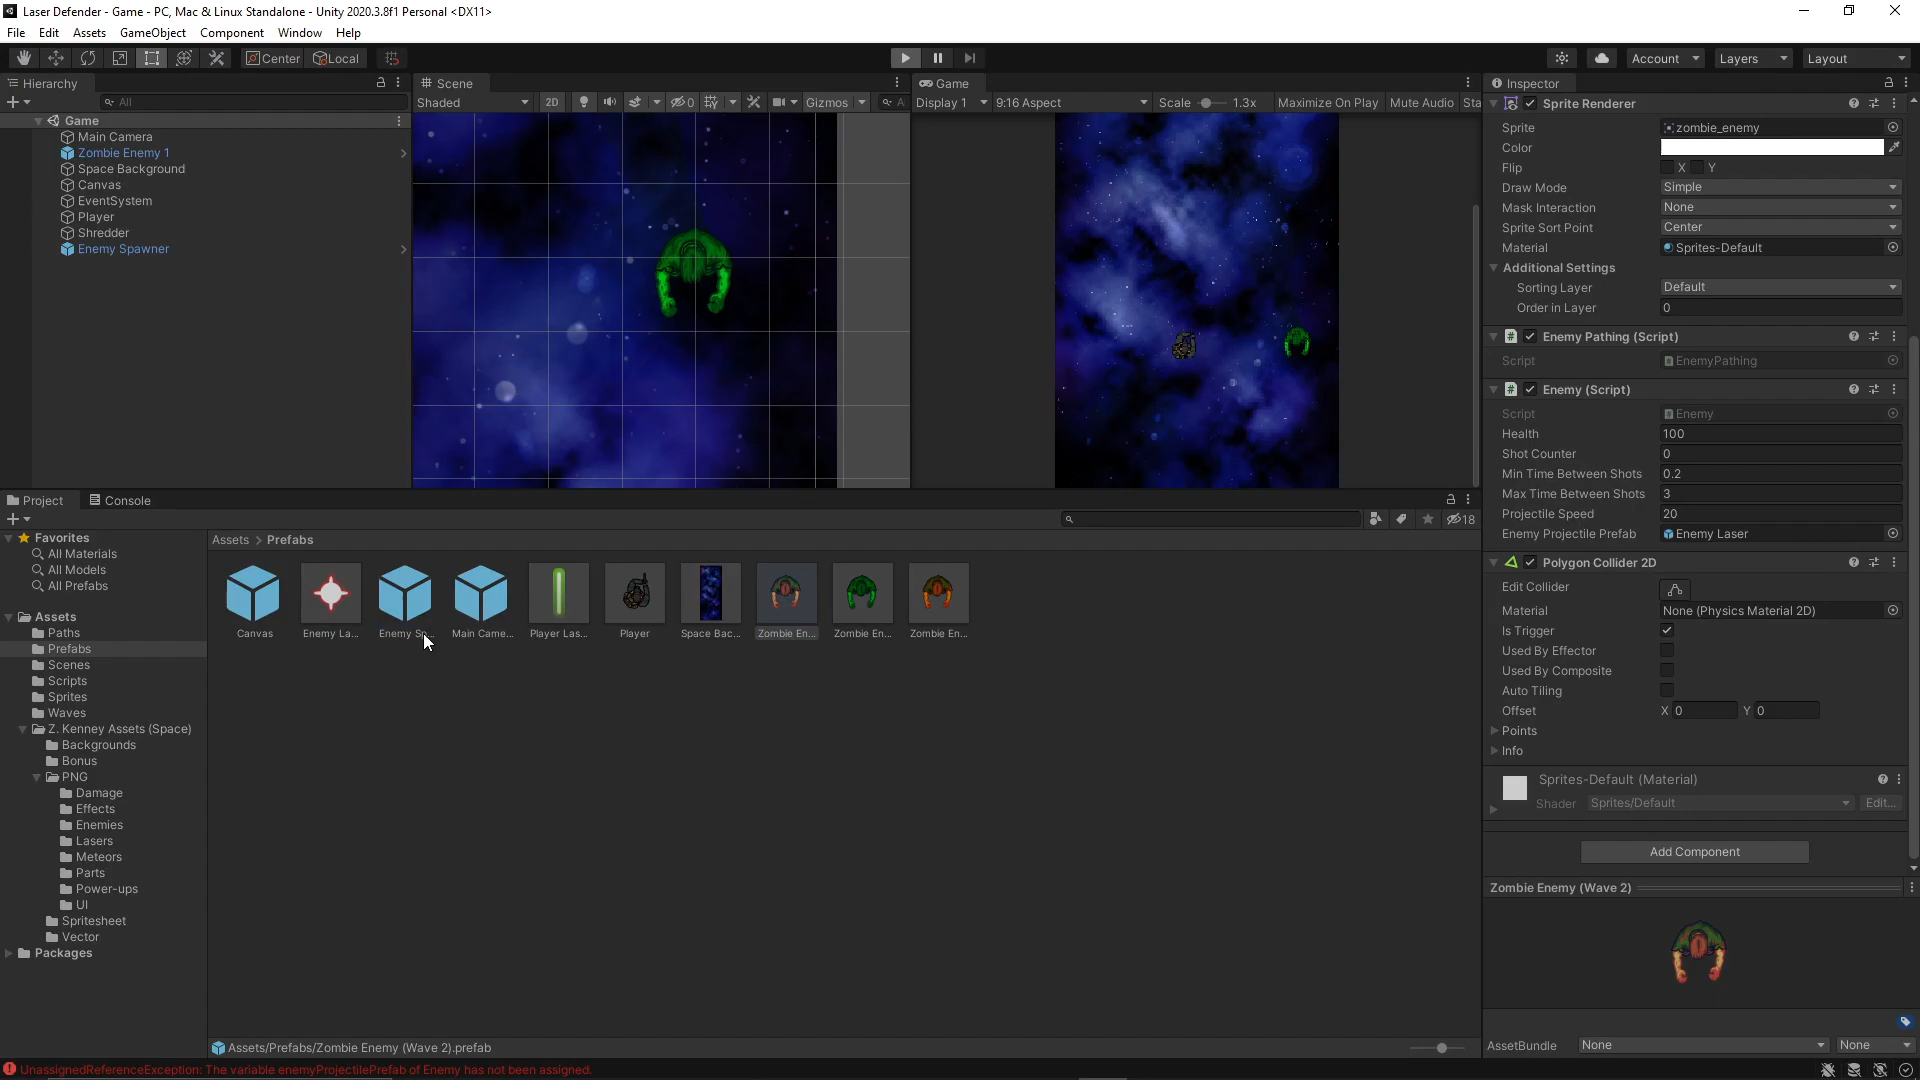 Laser Defender - Game - PC, Mac & Linux Standalone - Unity 2020.3.8f1 Personal <DX11>
File Edit Assets GameObject Component Window Help
Center Local Account Layers Layout
Hierarchy
All
Game
Main Camera
Zombie Enemy 1
Space Background
Canvas
EventSystem
Player
Shredder
Enemy Spawner
Scene
Shaded 2D 0 Gizmos A
Game
Display 1 9:16 Aspect Scale 1.3x Maximize On Play Mute Audio Sta
Inspector
Sprite Renderer
Sprite zombie_enemy
Color
Flip X Y
Draw Mode Simple
Mask Interaction None
Sprite Sort Point Center
Material Sprites-Default
Additional Settings
Sorting Layer Default
Order in Layer 0
Enemy Pathing (Script)
Script EnemyPathing
Enemy (Script)
Script Enemy
Health 100
Shot Counter 0
Min Time Between Shots 0.2
Max Time Between Shots 3
Projectile Speed 20
Enemy Projectile Prefab Enemy Laser
Polygon Collider 2D
Edit Collider
Material None (Physics Material 2D)
Is Trigger
Used By Effector
Used By Composite
Auto Tiling
Offset X 0 Y 0
Points
Info
Sprites-Default (Material)
Shader Sprites/Default Edit...
Add Component
Zombie Enemy (Wave 2)
AssetBundle None None
Project Console
18
Favorites
All Materials
All Models
All Prefabs
Assets
Paths
Prefabs
Scenes
Scripts
Sprites
Waves
Z. Kenney Assets (Space)
Backgrounds
Bonus
PNG
Damage
Effects
Enemies
Lasers
Meteors
Parts
Power-ups
UI
Spritesheet
Vector
Packages
Assets > Prefabs
Canvas Enemy La... Enemy Sp... Main Came... Player Las... Player Space Bac... Zombie En... Zombie En... Zombie En...
Assets/Prefabs/Zombie Enemy (Wave 2).prefab
UnassignedReferenceException: The variable enemyProjectilePrefab of Enemy has not been assigned.